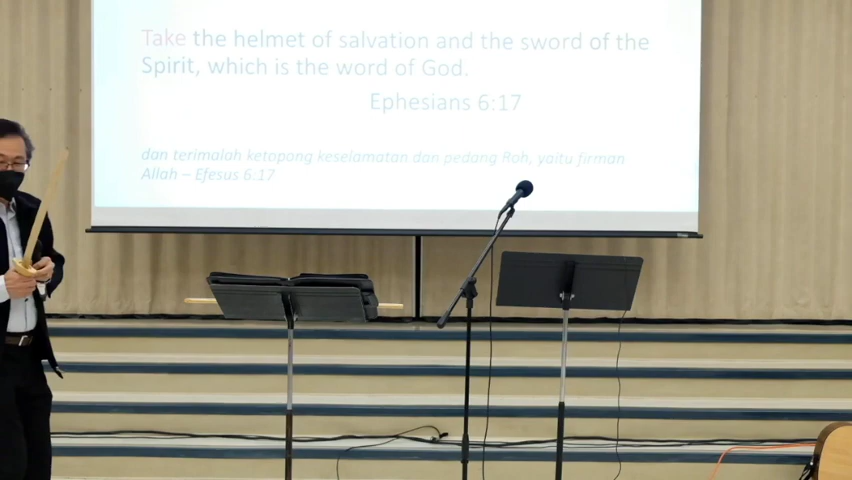 Take the helmet of salvation and the sword of the
Spirit, which is the word of God.
Ephesians 6:17
dan terimalah ketopong keselamatan dan pedang Roh, yaitu firman
Allah – Efesus 6:17